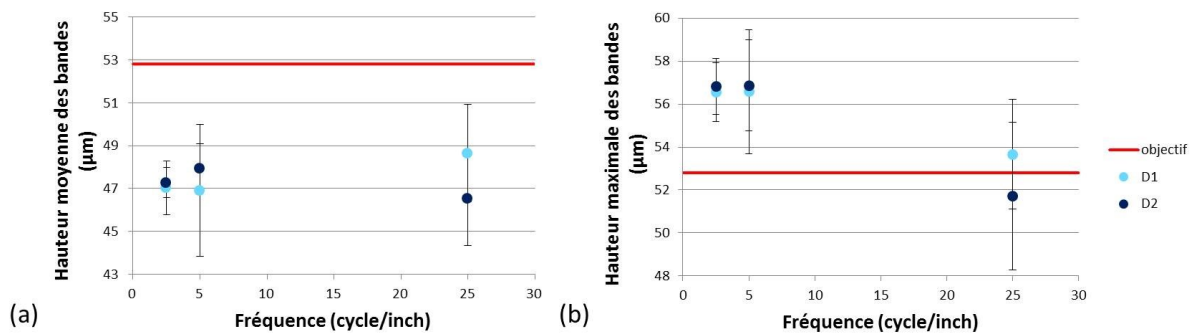 Hauteur moyenne des bandes
(µm)
55
53
51
49
47
45
43
0 5 10 15 20 25 30
Fréquence (cycle/inch)
(a)
Hauteur maximale des bandes
(µm)
60
58
56
54
52
50
48
0 5 10 15 20 25 30
Fréquence (cycle/inch)
(b)
objectif
D1
D2